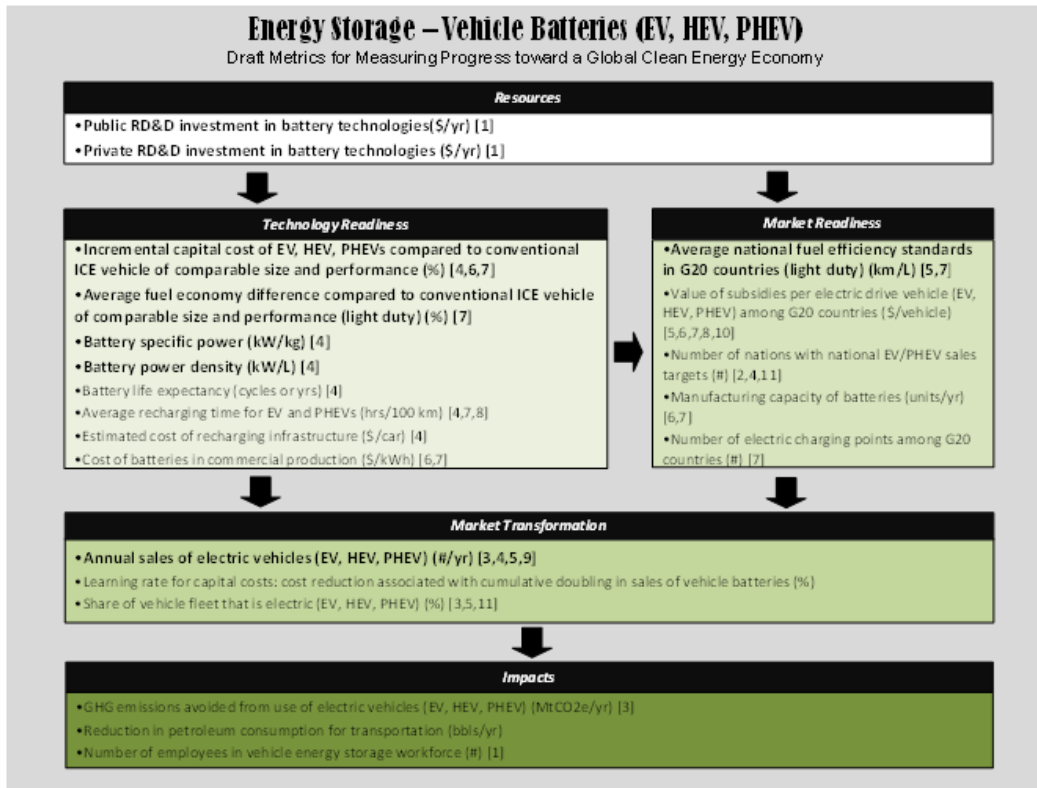 Energy Storage – Vehicle Batteries (EV, HEV, PHEV)
Draft Metrics for Measuring Progress toward a Global Clean Energy Economy
Resources
•Public RD&D investment in battery technologies($/yr) [1]
•Private RD&D investment in battery technologies ($/yr) [1]
Technology Readiness
•Incremental capital cost of EV, HEV, PHEVs compared to conventional
ICE vehicle of comparable size and performance (%) [4,6,7]
•Average fuel economy difference compared to conventional ICE vehicle
of comparable size and performance (light duty) (%) [7]
•Battery specific power (kW/kg) [4]
•Battery power density (kW/L) [4]
•Battery life expectancy (cycles or yrs) [4]
•Average recharging time for EV and PHEVs (hrs/100 km) [4,7,8]
•Estimated cost of recharging infrastructure ($/car) [4]
•Cost of batteries in commercial production ($/kWh) [6,7]
Market Readiness
•Average national fuel efficiency standards
in G20 countries (light duty) (km/L) [5,7]
•Value of subsidies per electric drive vehicle (EV,
HEV, PHEV) among G20 countries ($/vehicle)
[5,6,7,8,10]
•Number of nations with national EV/PHEV sales
targets (#) [2,4,11]
•Manufacturing capacity of batteries (units/yr)
[6,7]
•Number of electric charging points among G20
countries (#) [7]
Market Transformation
•Annual sales of electric vehicles (EV, HEV, PHEV) (#/yr) [3,4,5,9]
•Learning rate for capital costs: cost reduction associated with cumulative doubling in sales of vehicle batteries (%)
•Share of vehicle fleet that is electric (EV, HEV, PHEV) (%) [3,5,11]
Impacts
•GHG emissions avoided from use of electric vehicles (EV, HEV, PHEV) (MtCO2e/yr) [3]
•Reduction in petroleum consumption for transportation (bbls/yr)
•Number of employees in vehicle energy storage workforce (#) [1]